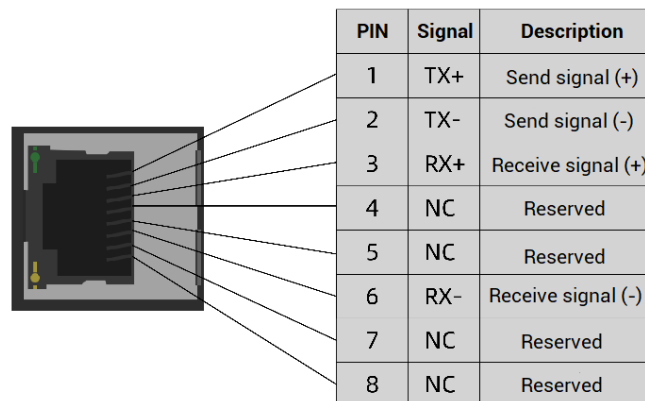 PIN Signal Description
1 TX+ Send signal (+)
2 TX- Send signal (-)
3 RX+ Receive signal (+)
4 NC Reserved
5 NC Reserved
6 RX- Receive signal (-)
7 NC Reserved
8 NC Reserved